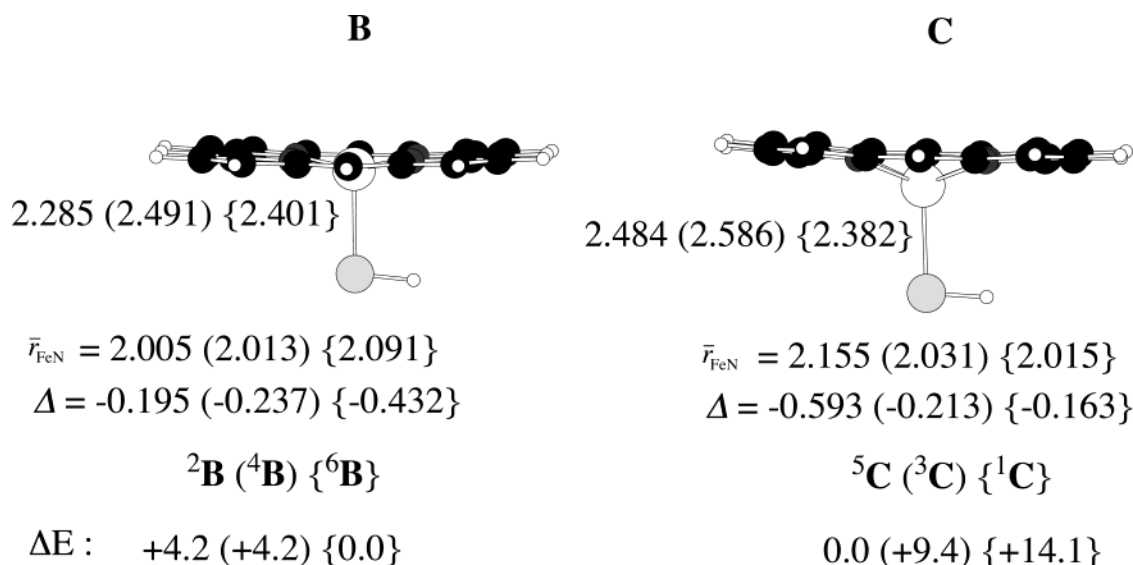 B C
2.285 (2.491) {2.401} 2.484 (2.586) {2.382}
r̄FeN = 2.005 (2.013) {2.091} r̄FeN = 2.155 (2.031) {2.015}
Δ = -0.195 (-0.237) {-0.432} Δ = -0.593 (-0.213) {-0.163}
²B (⁴B) {⁶B} ⁵C (³C) {¹C}
ΔE : +4.2 (+4.2) {0.0} 0.0 (+9.4) {+14.1}